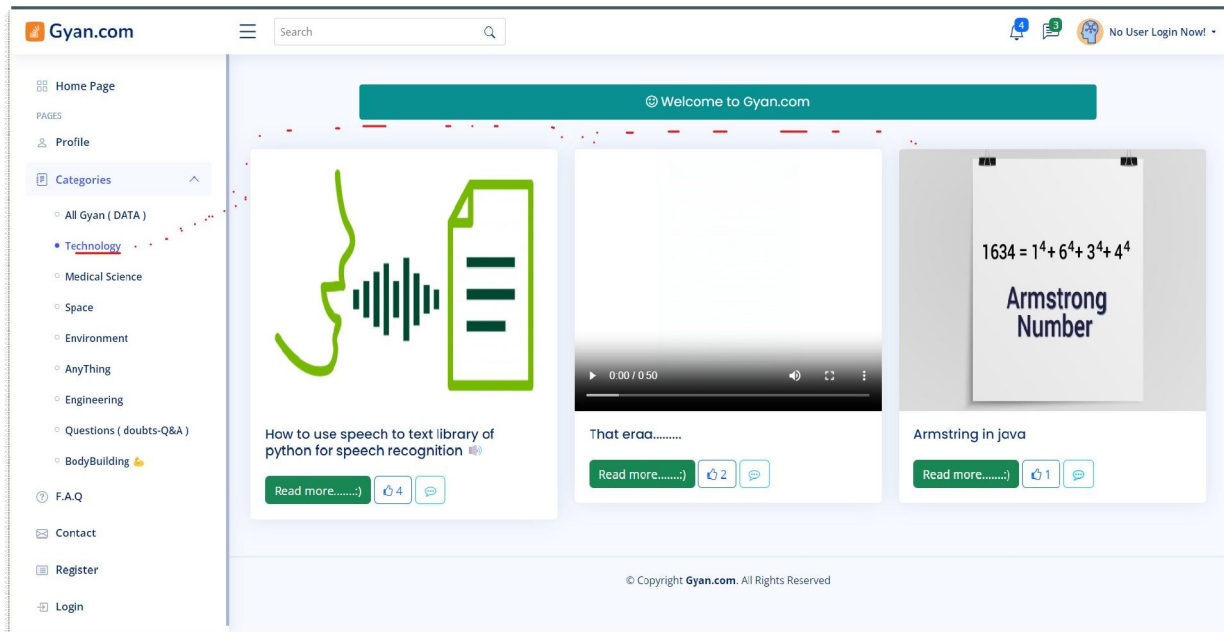 Gyan.com
Search
4
3
No User Login Now!
Home Page
PAGES
Profile
Categories
All Gyan ( DATA )
Technology
Medical Science
Space
Environment
AnyThing
Engineering
Questions ( doubts-Q&A )
BodyBuilding 💪
F.A.Q
Contact
Register
Login
☺ Welcome to Gyan.com
How to use speech to text library of
python for speech recognition 🔊
Read more.......:)
4
0:00 / 0:50
That eraa.........
Read more.......:)
2
1634 = 1⁴+ 6⁴+ 3⁴+ 4⁴
Armstrong
Number
Armstring in java
Read more.......:)
1
© Copyright Gyan.com. All Rights Reserved